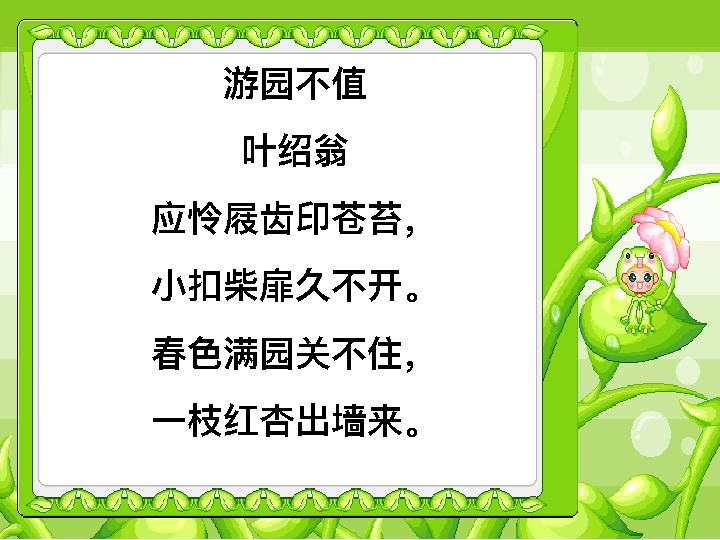 游园不值
叶绍翁
应怜屐齿印苍苔，
小扣柴扉久不开。
春色满园关不住，
一枝红杏出墙来。